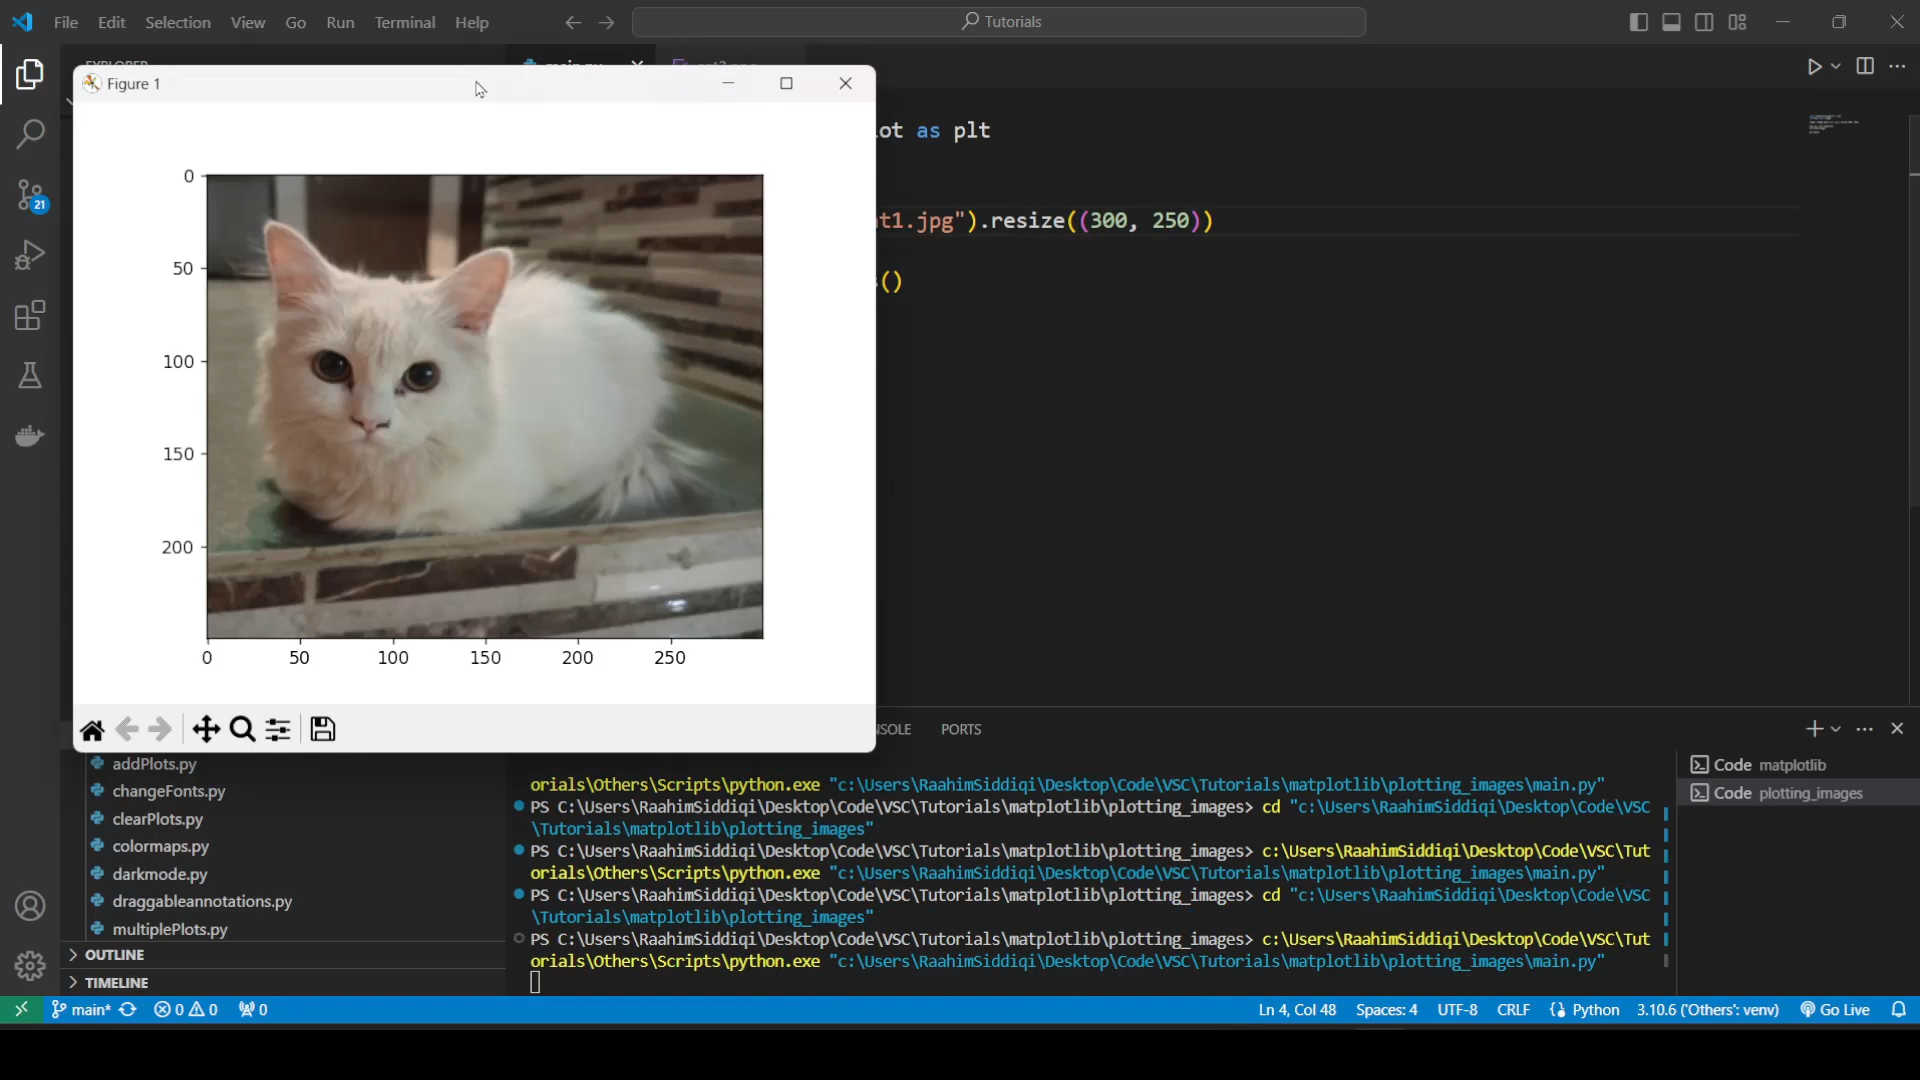 File Edit Selection View Go Run Terminal Help
Tutorials
Figure 1
ot as plt
t1.jpg").resize((300, 250))
()
0
50
100
150
200
0 50 100 150 200 250
SOLE PORTS
addPlots.py
changeFonts.py
clearPlots.py
colormaps.py
darkmode.py
draggableannotations.py
multiplePlots.py
OUTLINE
TIMELINE
orials\Others\Scripts\python.exe "c:\Users\RaahimSiddiqi\Desktop\Code\VSC\Tutorials\matplotlib\plotting_images\main.py"
PS C:\Users\RaahimSiddiqi\Desktop\Code\VSC\Tutorials\matplotlib\plotting_images> cd "c:\Users\RaahimSiddiqi\Desktop\Code\VSC
\Tutorials\matplotlib\plotting_images"
PS C:\Users\RaahimSiddiqi\Desktop\Code\VSC\Tutorials\matplotlib\plotting_images> c:\Users\RaahimSiddiqi\Desktop\Code\VSC\Tut
orials\Others\Scripts\python.exe "c:\Users\RaahimSiddiqi\Desktop\Code\VSC\Tutorials\matplotlib\plotting_images\main.py"
PS C:\Users\RaahimSiddiqi\Desktop\Code\VSC\Tutorials\matplotlib\plotting_images> cd "c:\Users\RaahimSiddiqi\Desktop\Code\VSC
\Tutorials\matplotlib\plotting_images"
PS C:\Users\RaahimSiddiqi\Desktop\Code\VSC\Tutorials\matplotlib\plotting_images> c:\Users\RaahimSiddiqi\Desktop\Code\VSC\Tut
orials\Others\Scripts\python.exe "c:\Users\RaahimSiddiqi\Desktop\Code\VSC\Tutorials\matplotlib\plotting_images\main.py"
Code matplotlib
Code plotting_images
21
main* 0 0 0 Ln 4, Col 48 Spaces: 4 UTF-8 CRLF Python 3.10.6 ('Others': venv) Go Live